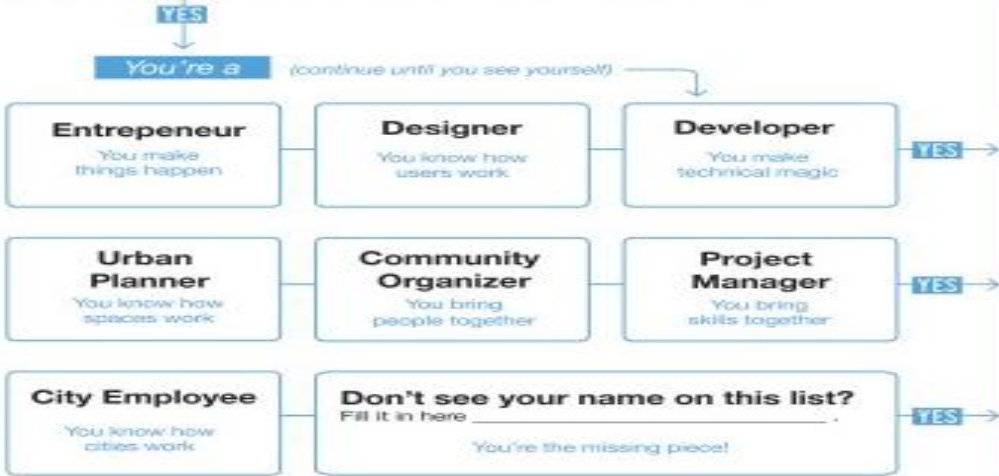 YES
You're a (continue until you see yourself)
Entrepeneur
You make
things happen
Designer
You know how
users work
Developer
You make
technical magic
YES
Urban
Planner
You know how
spaces work
Community
Organizer
You bring
people together
Project
Manager
You bring
skills together
YES
City Employee
You know how
cities work
Don't see your name on this list?
Fill it in here ______________________________ .
You're the missing piece!
YES